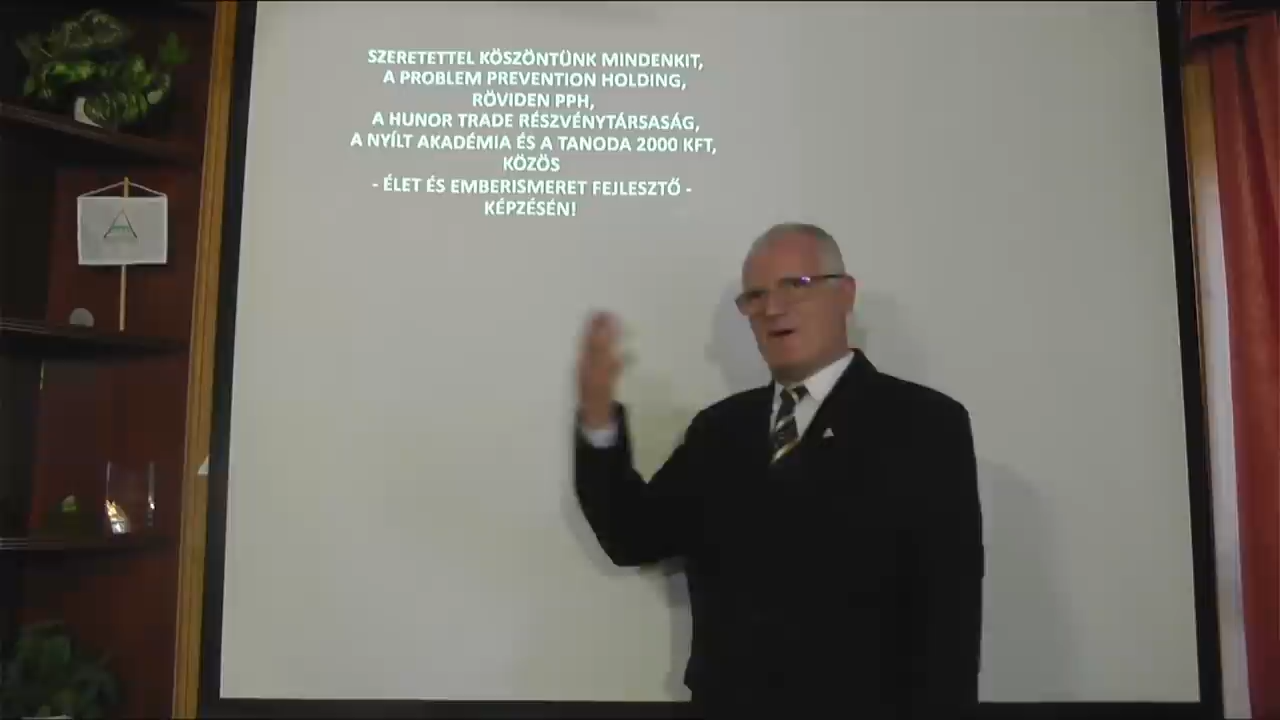 SZERETETTEL KÖSZÖNTÜNK MINDENKIT,
A PROBLEM PREVENTION HOLDING,
RÖVIDEN PPH,
A HUNOR TRADE RÉSZVÉNYTÁRSASÁG,
A NYÍLT AKADÉMIA ÉS A TANODA 2000 KFT,
KÖZÖS
- ÉLET ÉS EMBERISMERET FEJLESZTŐ -
KÉPZÉSÉN!